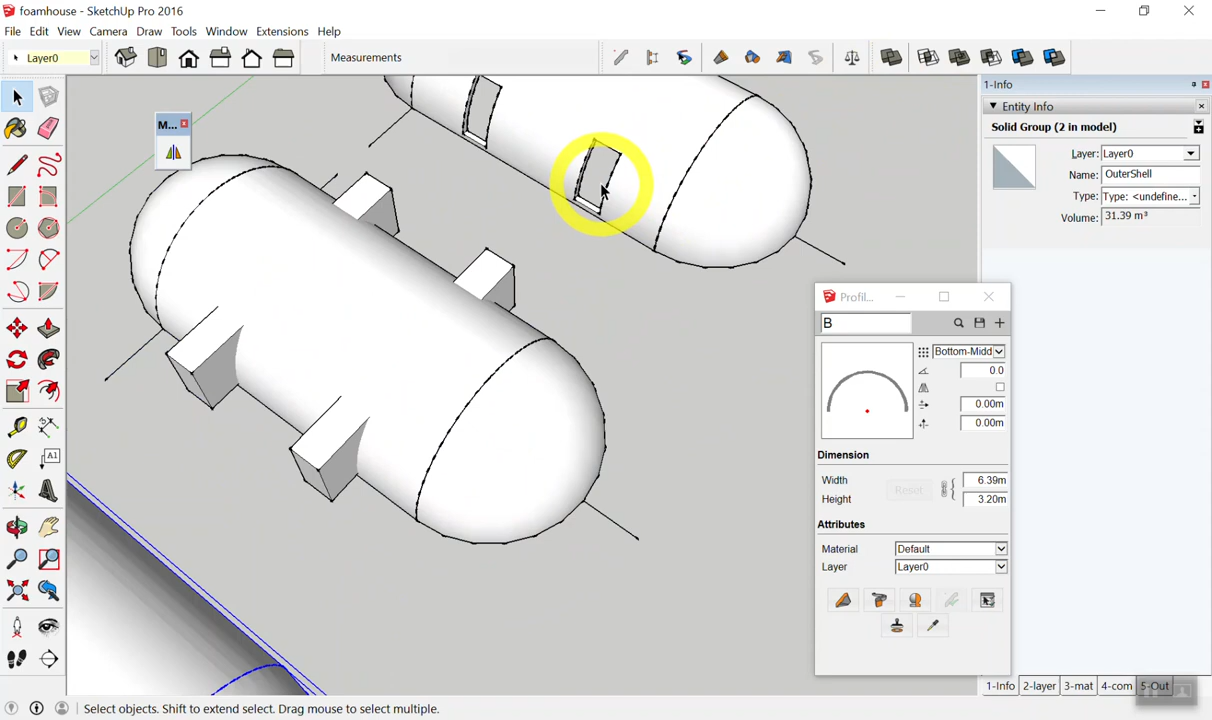 foamhouse - SketchUp Pro 2016
File Edit View Camera Draw Tools Window Extensions Help
Layer0
Measurements
1-Info
Entity Info
Solid Group (2 in model)
Layer: Layer0
Name: OuterShell
Type: Type: <undefine...
Volume: 31.39 m³
M...
Profil...
B
Bottom-Midd
0.0
0.00m
0.00m
Dimension
Width 6.39m
Reset
Height 3.20m
Attributes
Material Default
Layer Layer0
A1
1-Info 2-layer 3-mat 4-com 5-Out
Select objects. Shift to extend select. Drag mouse to select multiple.